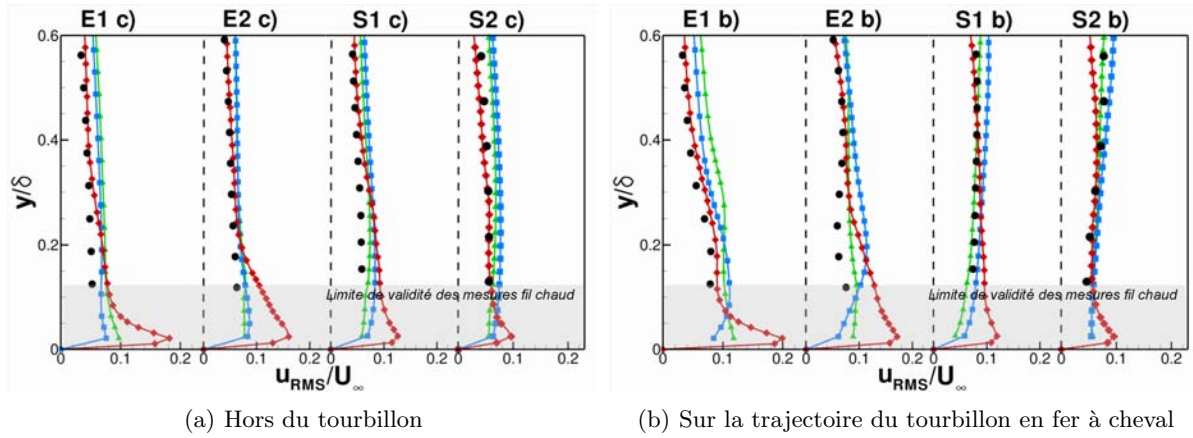 E1 c) E2 c) S1 c) S2 c)
0.6
0.4
0.2
0
y/δ
Limite de validité des mesures fil chaud
0 0.1 0.2 0.1 0.2 0.1 0.2 0.1 0.2
u_RMS/U_∞
(a) Hors du tourbillon
E1 b) E2 b) S1 b) S2 b)
0.6
0.4
0.2
0
y/δ
Limite de validité des mesures fil chaud
0 0.1 0.2 0.1 0.2 0.1 0.2 0.1 0.2
u_RMS/U_∞
(b) Sur la trajectoire du tourbillon en fer à cheval